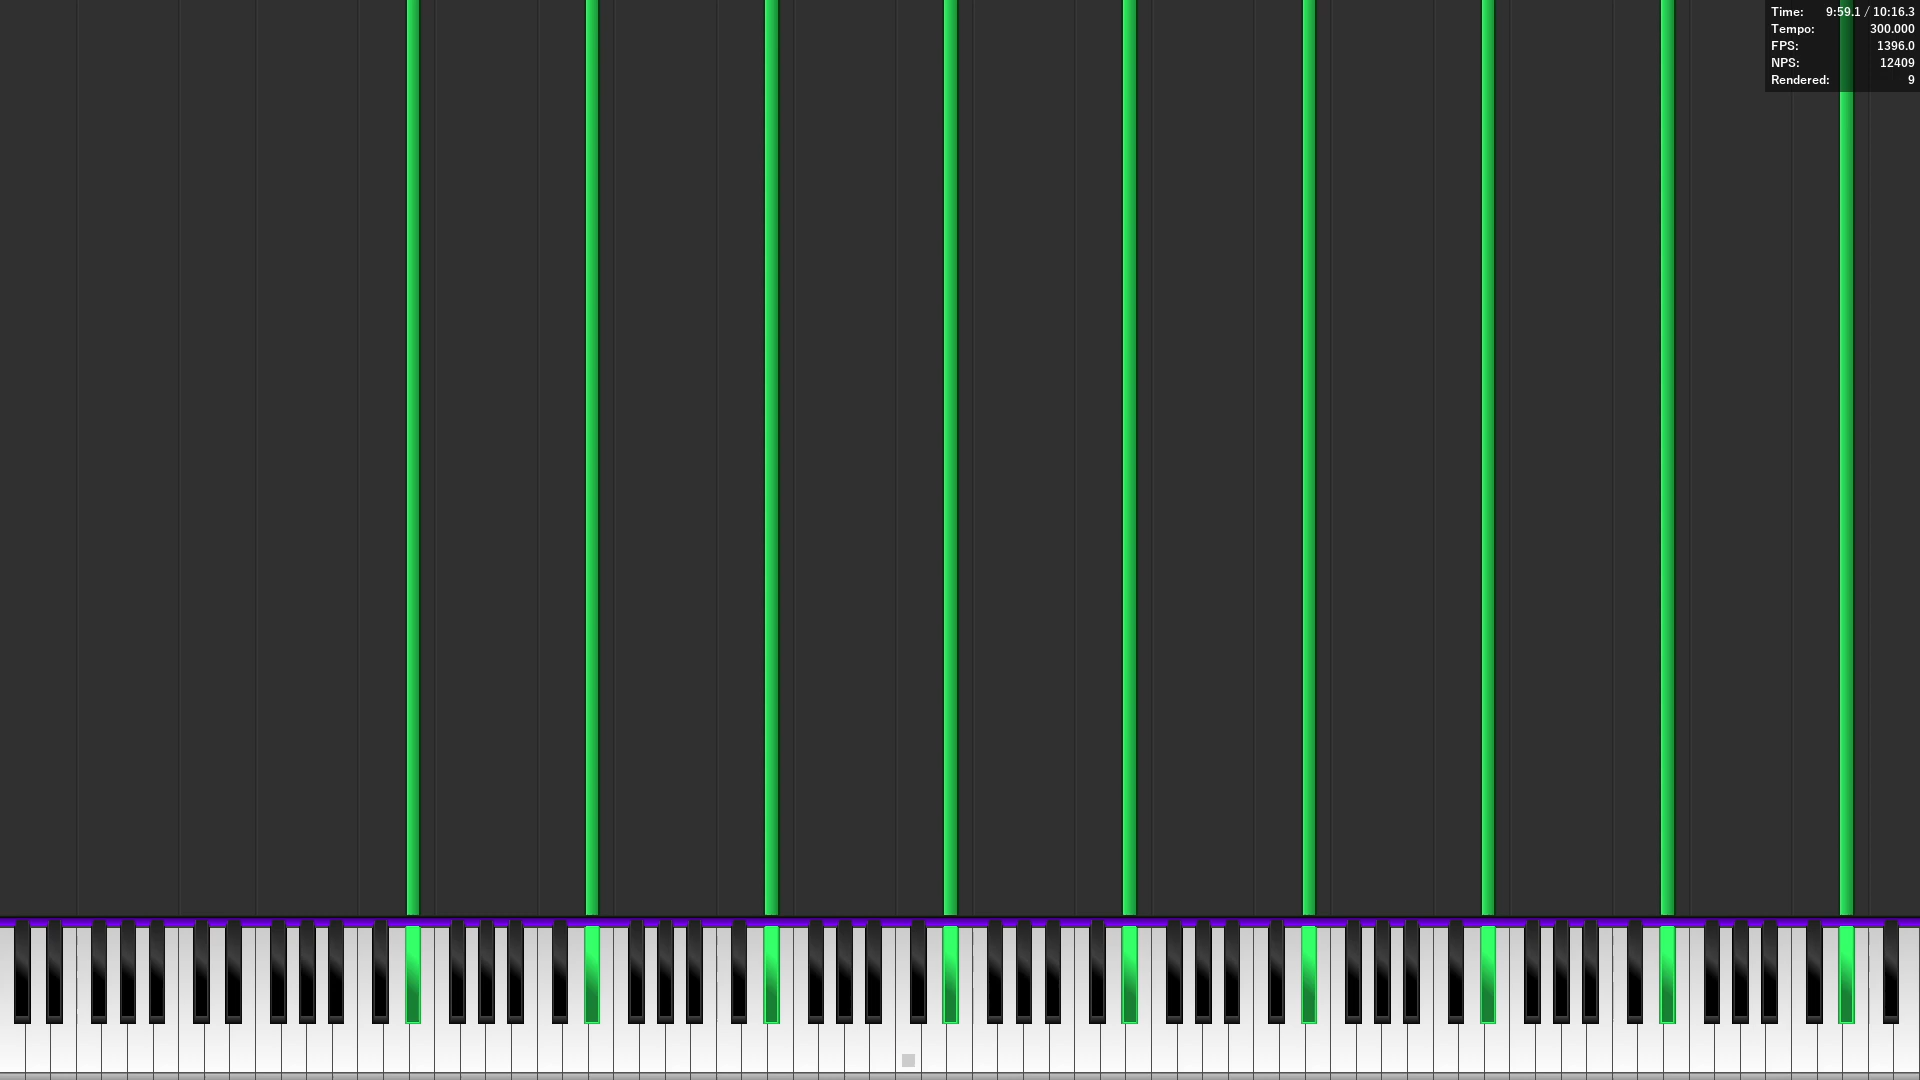 Time: 9:59.1 / 10:16.3
Tempo: 300.000
FPS: 1396.0
NPS: 12409
Rendered: 9